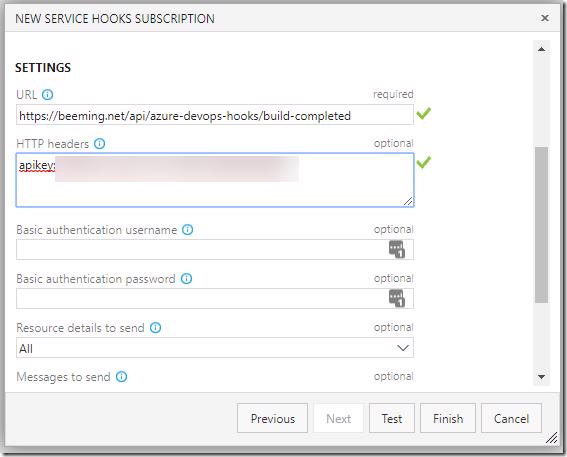 NEW SERVICE HOOKS SUBSCRIPTION
SETTINGS
URL required
https://beeming.net/api/azure-devops-hooks/build-completed
HTTP headers optional
apikey:
Basic authentication username optional
1
Basic authentication password optional
1
Resource details to send optional
All
Messages to send optional
Previous Next Test Finish Cancel